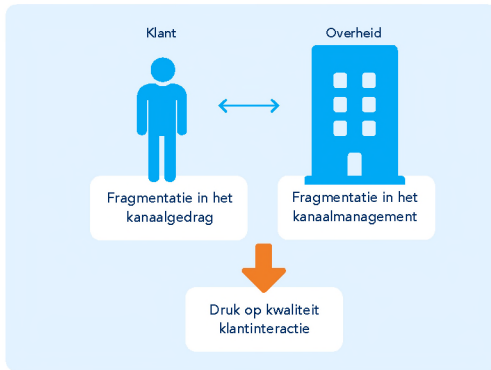 Klant
Overheid
Fragmentatie in het
kanaalgedrag
Fragmentatie in het
kanaalmanagement
Druk op kwaliteit
klantinteractie